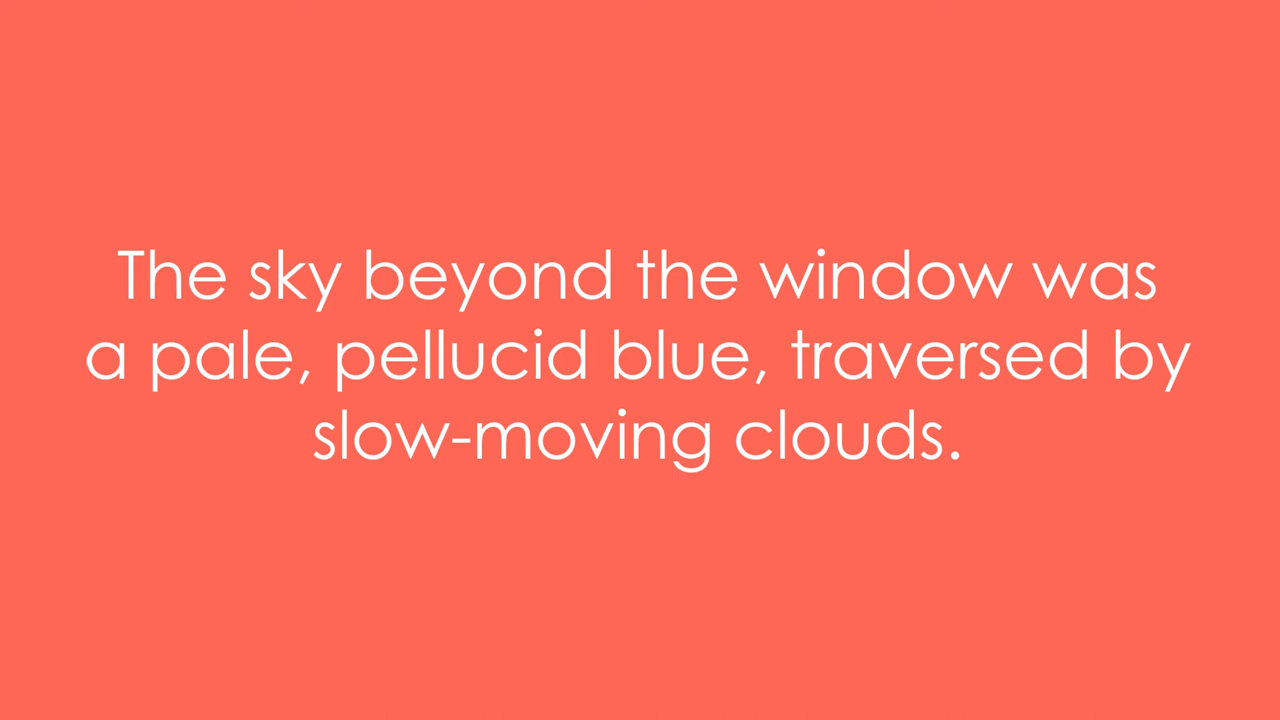 The sky beyond the window was
a pale, pellucid blue, traversed by
slow-moving clouds.